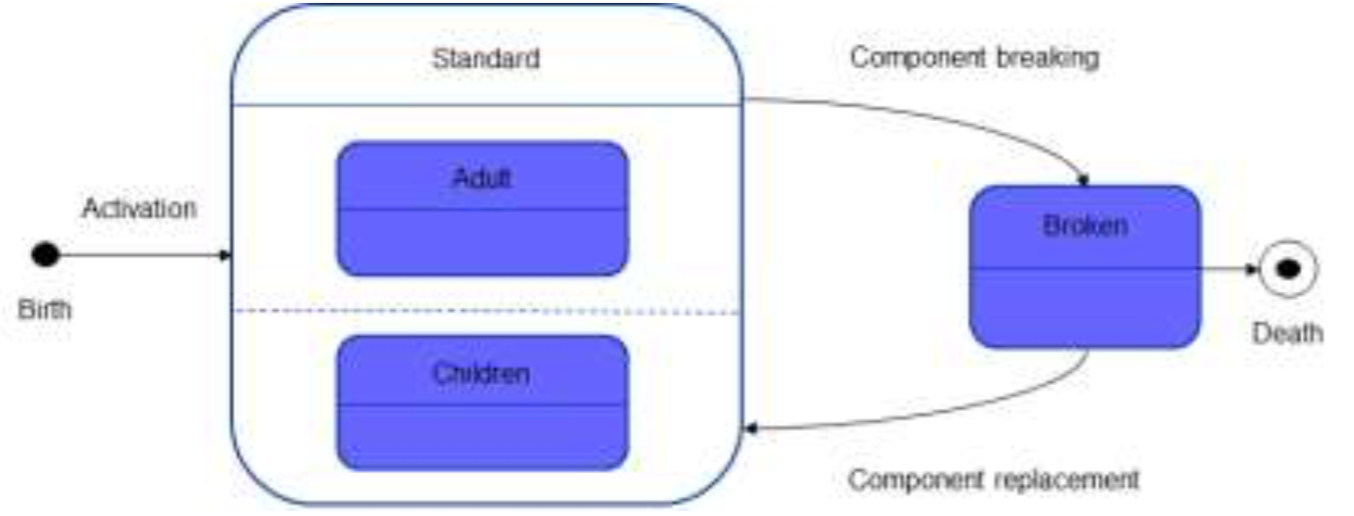 Standard
Component breaking
Adult
Activation
Broken
Birth
Death
Children
Component replacement